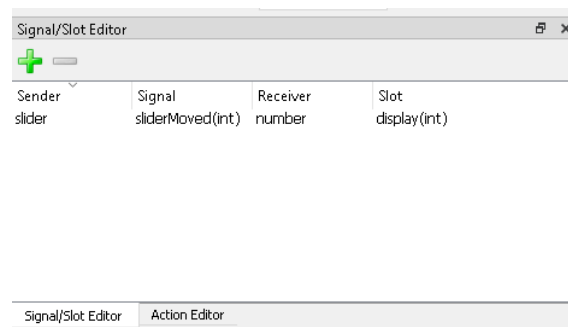 Signal/Slot Editor
Sender Signal Receiver Slot
slider sliderMoved(int) number display(int)
Signal/Slot Editor Action Editor